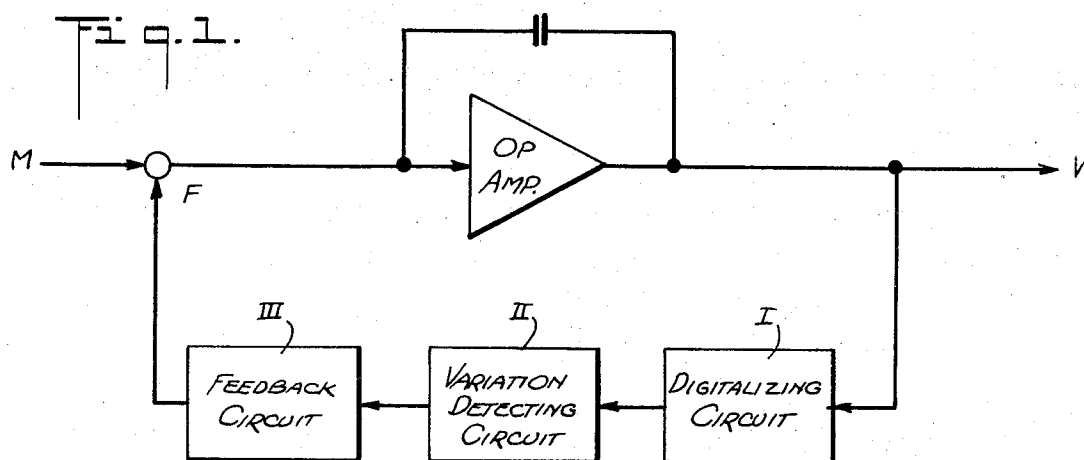 Fig.1.
M
F
OP
AMP.
V
III
II
I
FEEDBACK
CIRCUIT
VARIATION
DETECTING
CIRCUIT
DIGITALIZING
CIRCUIT